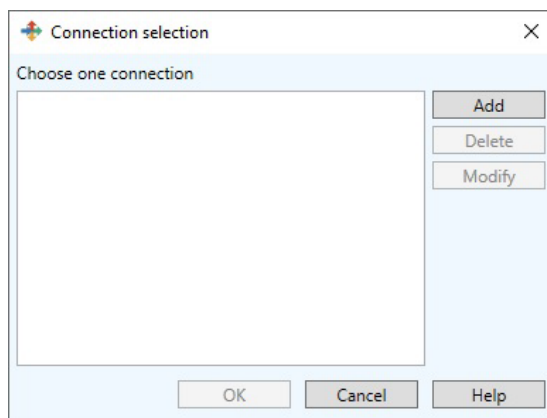 Connection selection
Choose one connection
Add
Delete
Modify
OK
Cancel
Help